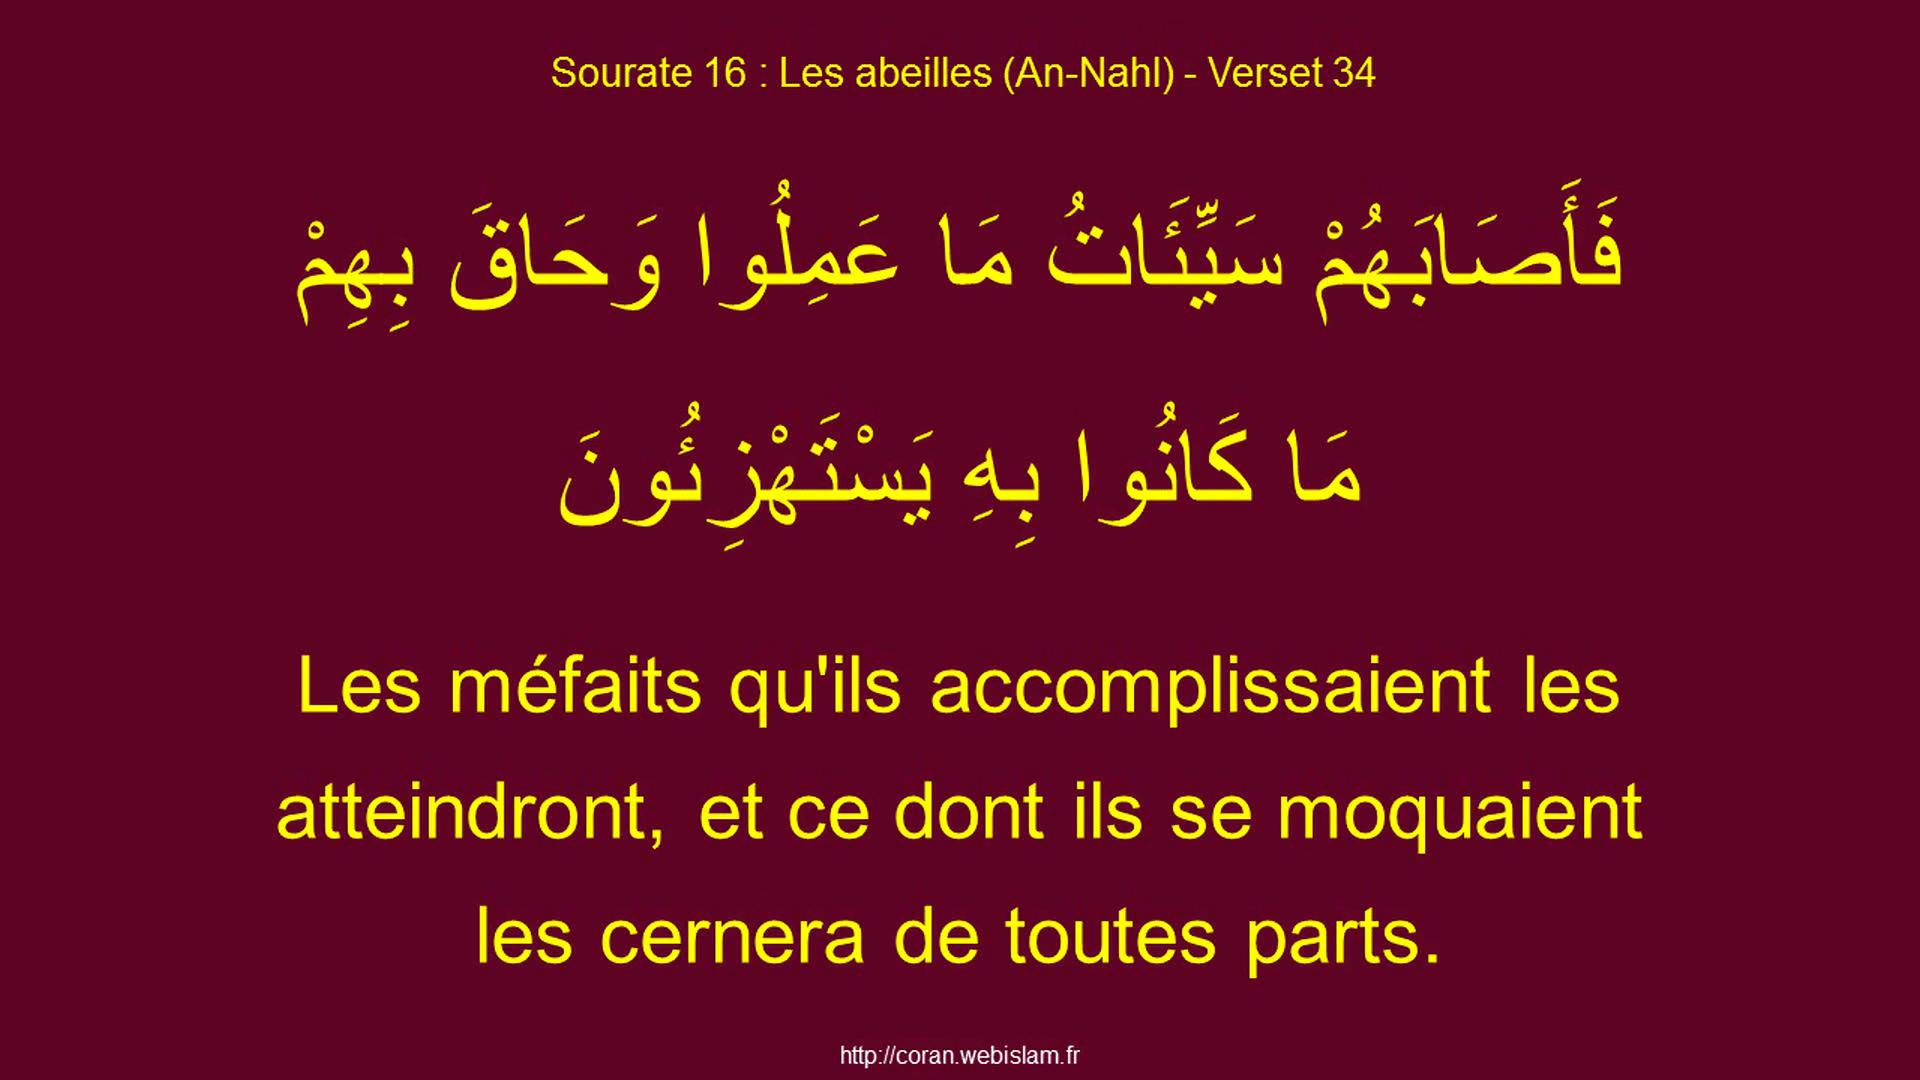 Sourate 16 : Les abeilles (An-Nahl) - Verset 34
فَأَصَابَهُمْ سَيِّئَاتُ مَا عَمِلُوا وَحَاقَ بِهِمْ
مَا كَانُوا بِهِ يَسْتَهْزِئُونَ
Les méfaits qu'ils accomplissaient les
atteindront, et ce dont ils se moquaient
les cernera de toutes parts.
http://coran.webislam.fr